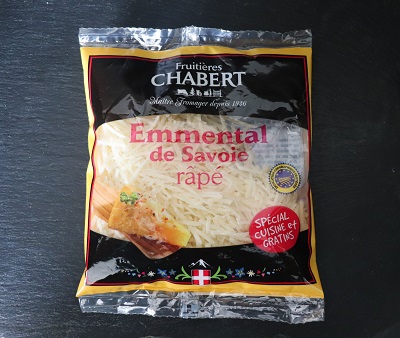 Fruitières
CHABERT
Maître Fromager depuis 1936
Emmental
de Savoie
râpé
SPÉCIAL
CUISINE et
GRATINS